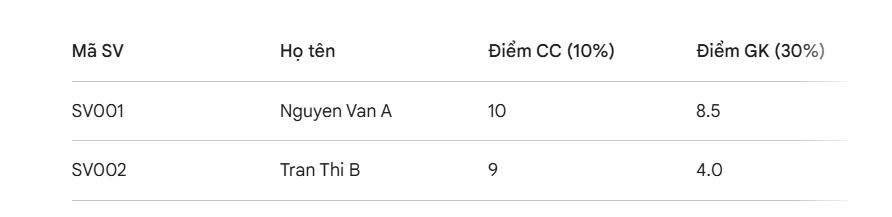 Mã SV Họ tên Điểm CC (10%) Điểm GK (30%)
SV001 Nguyen Van A 10 8.5
SV002 Tran Thi B 9 4.0